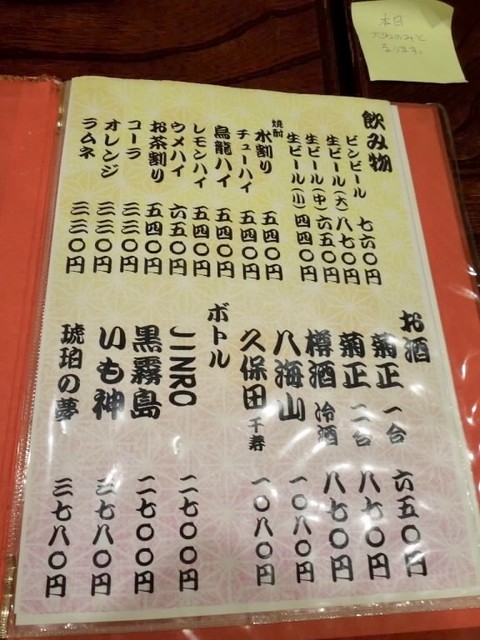 本日
のみと
なります。
飲み物
ビンビール 七六〇円
生ビール(大) 八七〇円
生ビール(中) 六五〇円
生ビール(小) 四四〇円
焼酎
水割り 五四〇円
チューハイ 五四〇円
烏龍ハイ 五四〇円
レモンハイ 五四〇円
ウメハイ 六五〇円
お茶割り 五四〇円
コーラ 三三〇円
オレンジ 三三〇円
ラムネ 三三〇円
お酒
菊正 一合 六五〇円
菊正 二合 八七〇円
樽酒 冷酒 八七〇円
八海山 一〇八〇円
久保田 千寿 一〇八〇円
ボトル
JINRO 二七〇〇円
黒霧島 二七〇〇円
いも神 三七八〇円
琥珀の夢 三七八〇円